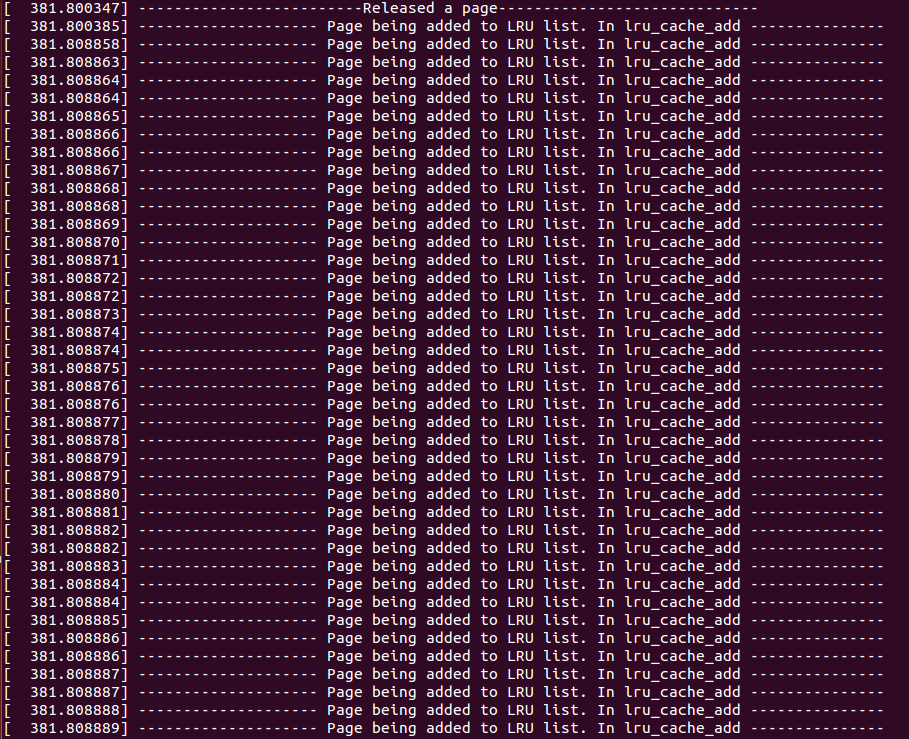 [  381.800347] -------------------------Released a page-----------------------------
[  381.800385] -------------------- Page being added to LRU list. In lru_cache_add ---------------
[  381.808858] -------------------- Page being added to LRU list. In lru_cache_add ---------------
[  381.808863] -------------------- Page being added to LRU list. In lru_cache_add ---------------
[  381.808864] -------------------- Page being added to LRU list. In lru_cache_add ---------------
[  381.808864] -------------------- Page being added to LRU list. In lru_cache_add ---------------
[  381.808865] -------------------- Page being added to LRU list. In lru_cache_add ---------------
[  381.808866] -------------------- Page being added to LRU list. In lru_cache_add ---------------
[  381.808866] -------------------- Page being added to LRU list. In lru_cache_add ---------------
[  381.808867] -------------------- Page being added to LRU list. In lru_cache_add ---------------
[  381.808868] -------------------- Page being added to LRU list. In lru_cache_add ---------------
[  381.808868] -------------------- Page being added to LRU list. In lru_cache_add ---------------
[  381.808869] -------------------- Page being added to LRU list. In lru_cache_add ---------------
[  381.808870] -------------------- Page being added to LRU list. In lru_cache_add ---------------
[  381.808871] -------------------- Page being added to LRU list. In lru_cache_add ---------------
[  381.808872] -------------------- Page being added to LRU list. In lru_cache_add ---------------
[  381.808872] -------------------- Page being added to LRU list. In lru_cache_add ---------------
[  381.808873] -------------------- Page being added to LRU list. In lru_cache_add ---------------
[  381.808874] -------------------- Page being added to LRU list. In lru_cache_add ---------------
[  381.808874] -------------------- Page being added to LRU list. In lru_cache_add ---------------
[  381.808875] -------------------- Page being added to LRU list. In lru_cache_add ---------------
[  381.808876] -------------------- Page being added to LRU list. In lru_cache_add ---------------
[  381.808876] -------------------- Page being added to LRU list. In lru_cache_add ---------------
[  381.808877] -------------------- Page being added to LRU list. In lru_cache_add ---------------
[  381.808878] -------------------- Page being added to LRU list. In lru_cache_add ---------------
[  381.808879] -------------------- Page being added to LRU list. In lru_cache_add ---------------
[  381.808879] -------------------- Page being added to LRU list. In lru_cache_add ---------------
[  381.808880] -------------------- Page being added to LRU list. In lru_cache_add ---------------
[  381.808881] -------------------- Page being added to LRU list. In lru_cache_add ---------------
[  381.808882] -------------------- Page being added to LRU list. In lru_cache_add ---------------
[  381.808882] -------------------- Page being added to LRU list. In lru_cache_add ---------------
[  381.808883] -------------------- Page being added to LRU list. In lru_cache_add ---------------
[  381.808884] -------------------- Page being added to LRU list. In lru_cache_add ---------------
[  381.808884] -------------------- Page being added to LRU list. In lru_cache_add ---------------
[  381.808885] -------------------- Page being added to LRU list. In lru_cache_add ---------------
[  381.808886] -------------------- Page being added to LRU list. In lru_cache_add ---------------
[  381.808886] -------------------- Page being added to LRU list. In lru_cache_add ---------------
[  381.808887] -------------------- Page being added to LRU list. In lru_cache_add ---------------
[  381.808887] -------------------- Page being added to LRU list. In lru_cache_add ---------------
[  381.808888] -------------------- Page being added to LRU list. In lru_cache_add ---------------
[  381.808889] -------------------- Page being added to LRU list. In lru_cache_add ---------------